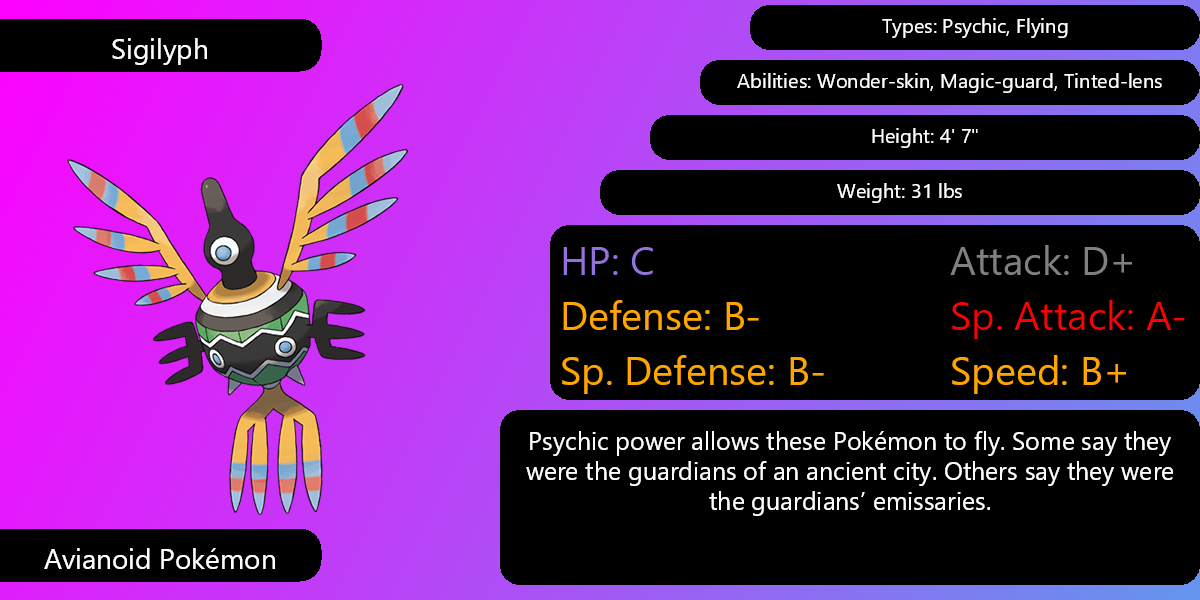 Sigilyph
Types: Psychic, Flying
Abilities: Wonder-skin, Magic-guard, Tinted-lens
Height: 4' 7"
Weight: 31 lbs
HP: C
Attack: D+
Defense: B-
Sp. Attack: A-
Sp. Defense: B-
Speed: B+
Psychic power allows these Pokémon to fly. Some say they
were the guardians of an ancient city. Others say they were
the guardians’ emissaries.
Avianoid Pokémon